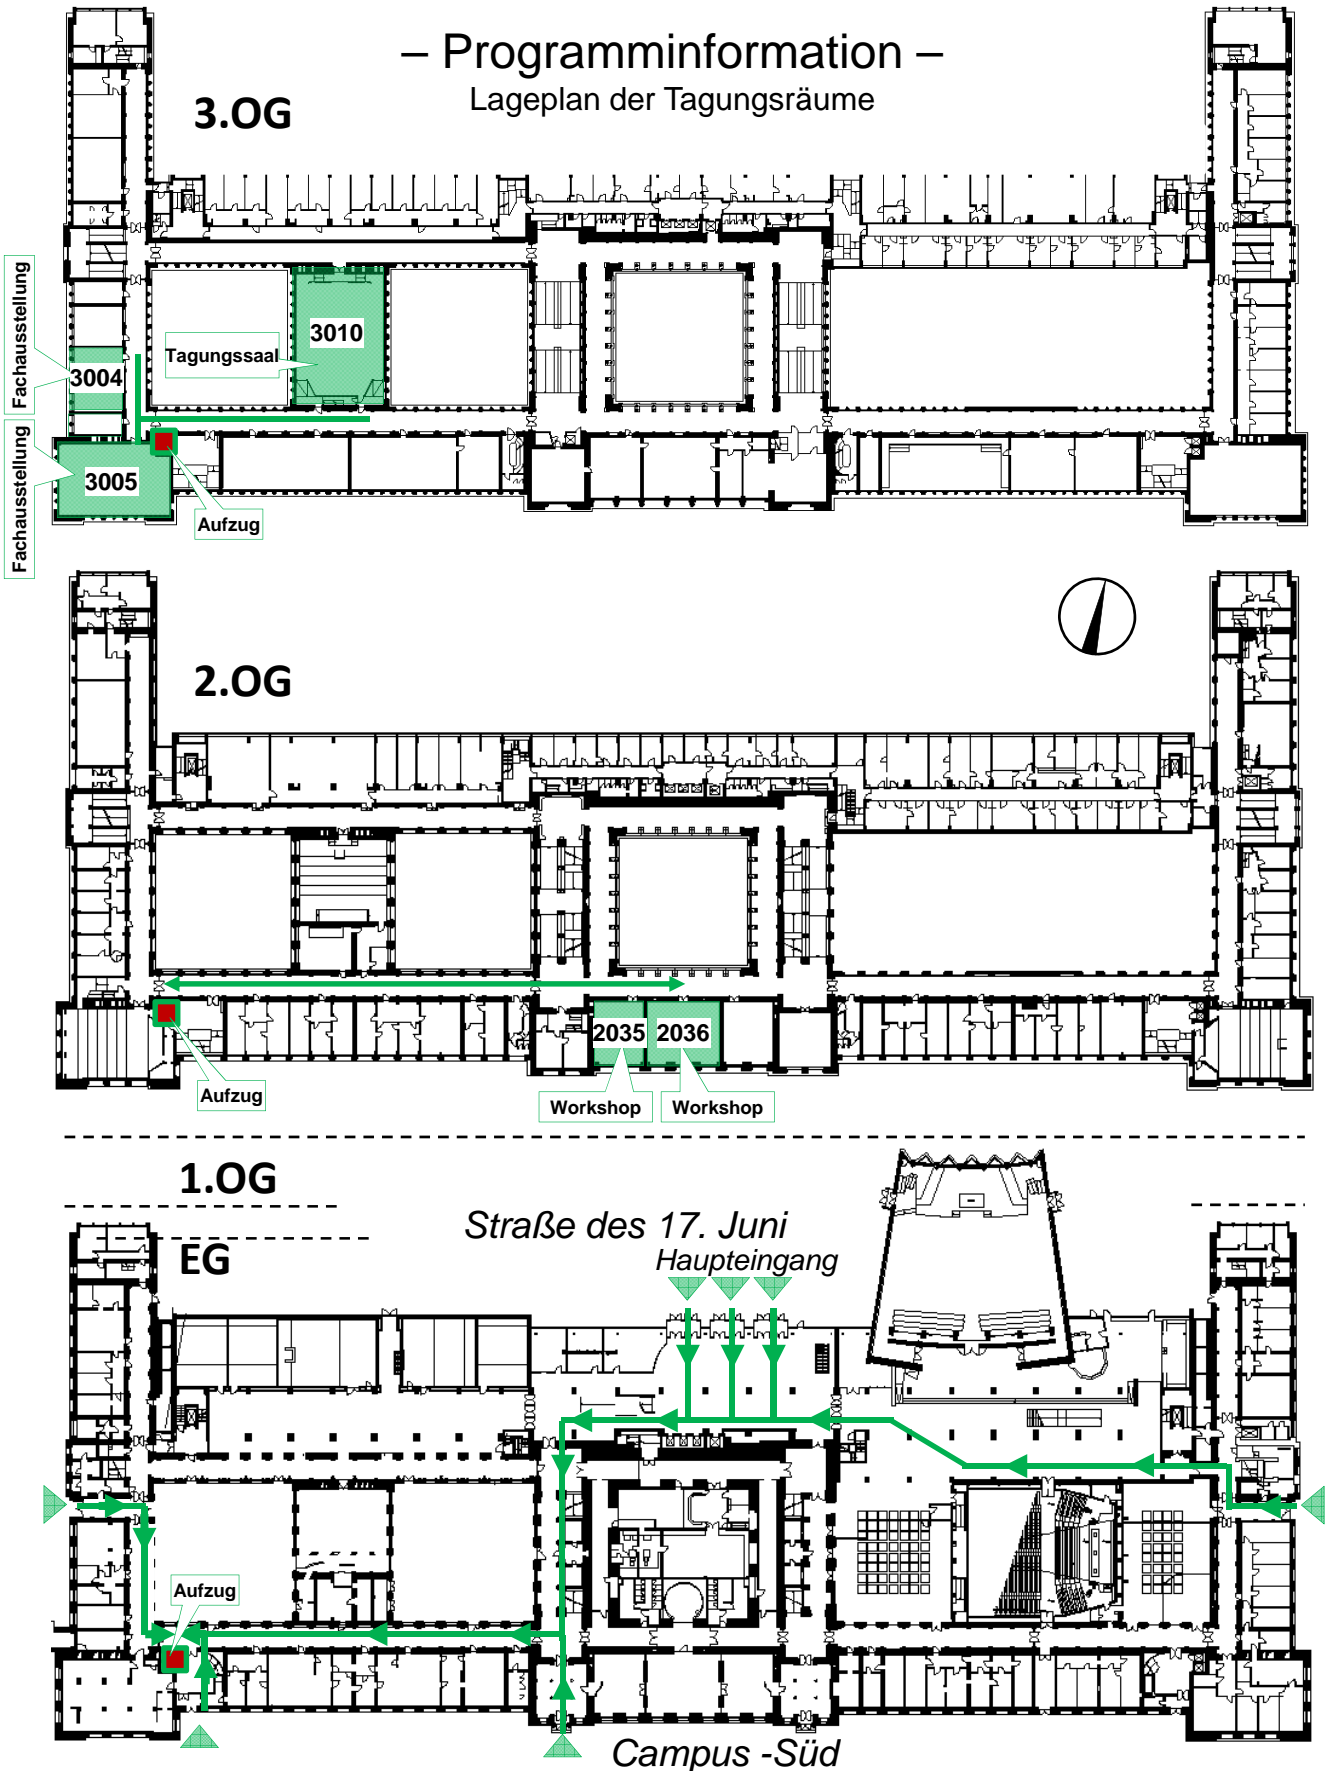 – Programminformation –
Lageplan der Tagungsräume
3.OG
Fachausstellung
3010
Tagungssaal
3004
Fachausstellung
3005
Aufzug
2.OG
2035
2036
Aufzug
Workshop
Workshop
1.OG
Straße des 17. Juni
EG
Haupteingang
Aufzug
Campus -Süd